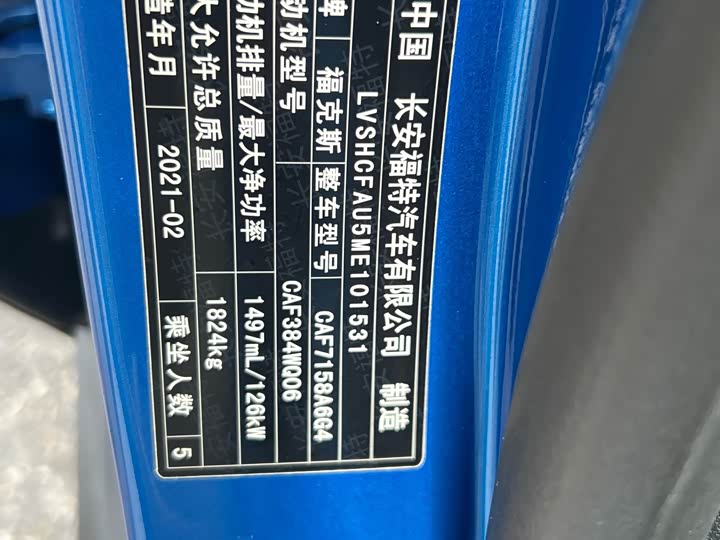 中国 长安福特汽车有限公司 制造
LVSHCFAU5ME101531
牌 福克斯 整车型号 CAF7158A6G4
动机型号 CAF384WQ06
动机排量/最大净功率 1497mL/126kW
大允许总质量 1824kg
造年月 2021-02 乘坐人数 5